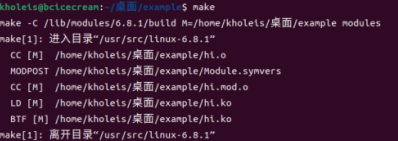 kholeis@bcicecream:~/桌面/example$ make
make -C /lib/modules/6.8.1/build M=/home/kholeis/桌面/example modules
make[1]: 进入目录“/usr/src/linux-6.8.1”
CC [M] /home/kholeis/桌面/example/hi.o
MODPOST /home/kholeis/桌面/example/Module.symvers
CC [M] /home/kholeis/桌面/example/hi.mod.o
LD [M] /home/kholeis/桌面/example/hi.ko
BTF [M] /home/kholeis/桌面/example/hi.ko
make[1]: 离开目录“/usr/src/linux-6.8.1”